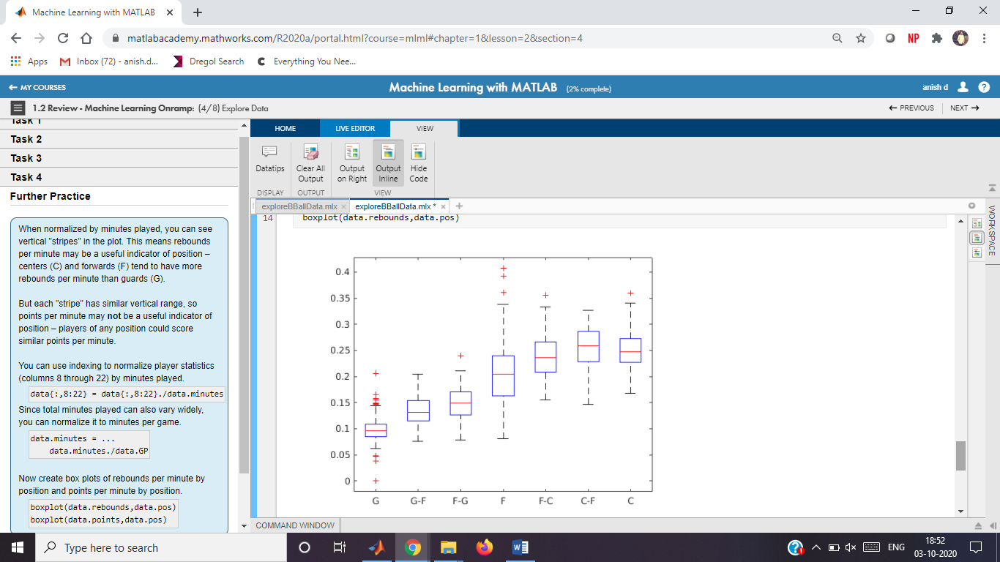 Machine Learning with MATLAB
matlabacademy.mathworks.com/R2020a/portal.html?course=mlml#chapter=1&lesson=2&section=4
NP
Apps
Inbox (72) - anish.d...
Dregol Search
Everything You Nee...
MY COURSES
Machine Learning with MATLAB (2% complete)
anish d
1.2 Review - Machine Learning Onramp: (4/8) Explore Data
PREVIOUS
NEXT
Task 1
Task 2
Task 3
Task 4
Further Practice
When normalized by minutes played, you can see
vertical "stripes" in the plot. This means rebounds
per minute may be a useful indicator of position –
centers (C) and forwards (F) tend to have more
rebounds per minute than guards (G).
But each "stripe" has similar vertical range, so
points per minute may not be a useful indicator of
position – players of any position could score
similar points per minute.
You can use indexing to normalize player statistics
(columns 8 through 22) by minutes played.
data{:,8:22} = data{:,8:22}./data.minutes
Since total minutes played can also vary widely,
you can normalize it to minutes per game.
data.minutes = ...
data.minutes./data.GP
Now create box plots of rebounds per minute by
position and points per minute by position.
boxplot(data.rebounds,data.pos)
boxplot(data.points,data.pos)
HOME
LIVE EDITOR
VIEW
Datatips
Clear All
Output
Output
on Right
Output
Inline
Hide
Code
DISPLAY
OUTPUT
VIEW
exploreBBallData.mlx
exploreBBallData.mlx *
WORKSPACE
14
boxplot(data.rebounds,data.pos)
0.4
0.35
0.3
0.25
0.2
0.15
0.1
0.05
0
G
G-F
F-G
F
F-C
C-F
C
COMMAND WINDOW
Type here to search
ENG
18:52
03-10-2020